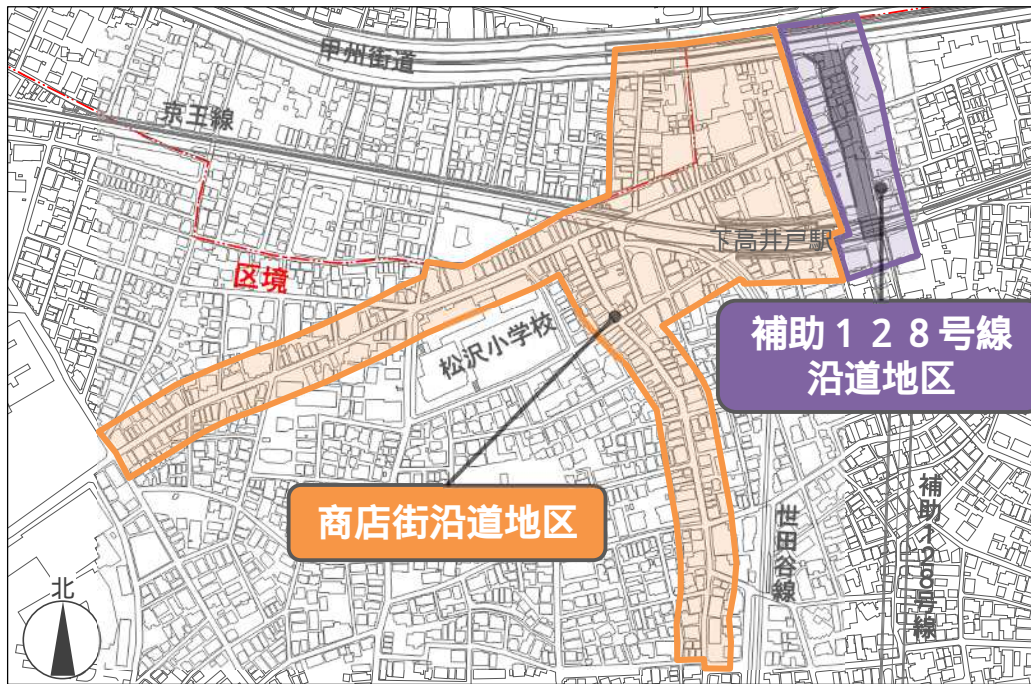 甲州街道
京王線
下高井戸駅
区境
松沢小学校
補助１２８号線
沿道地区
商店街沿道地区
世田谷線
補助128号線
北